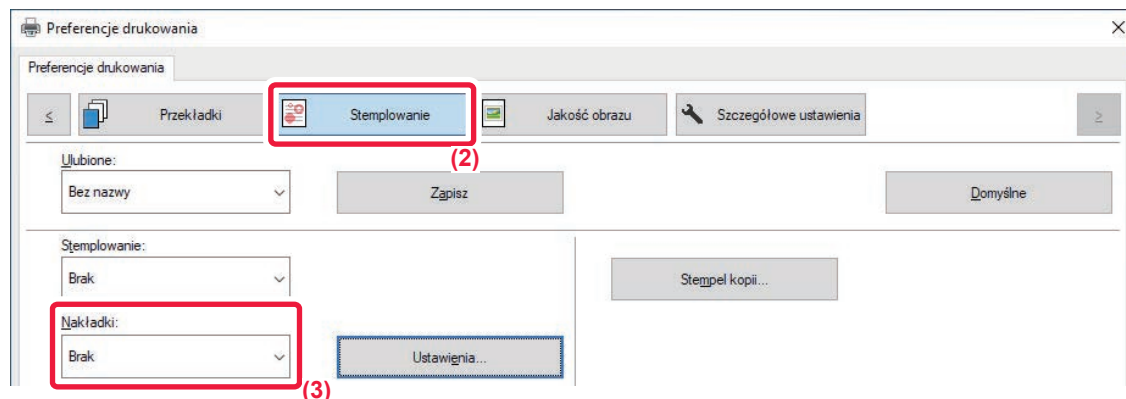 Preferencje drukowania
Preferencje drukowania
≤ Przekładki Stemplowanie Jakość obrazu Szczegółowe ustawienia ≥
(2)
Ulubione:
Bez nazwy Zapisz Domyślne
Stemplowanie:
Brak Stempel kopii...
Nakładki:
Brak Ustawienia...
(3)